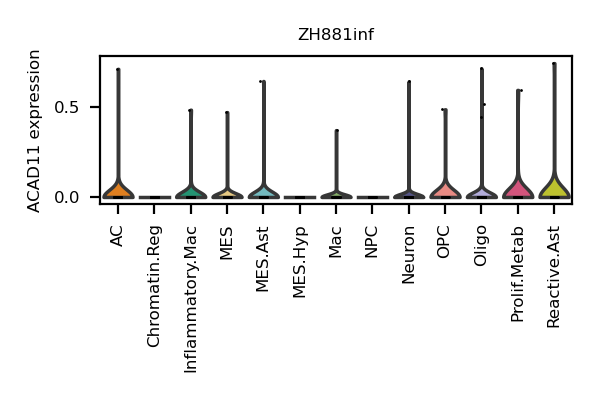 ZH881inf
ACAD11 expression
0.5
0.0
AC
Chromatin.Reg
Inflammatory.Mac
MES
MES.Ast
MES.Hyp
Mac
NPC
Neuron
OPC
Oligo
Prolif.Metab
Reactive.Ast